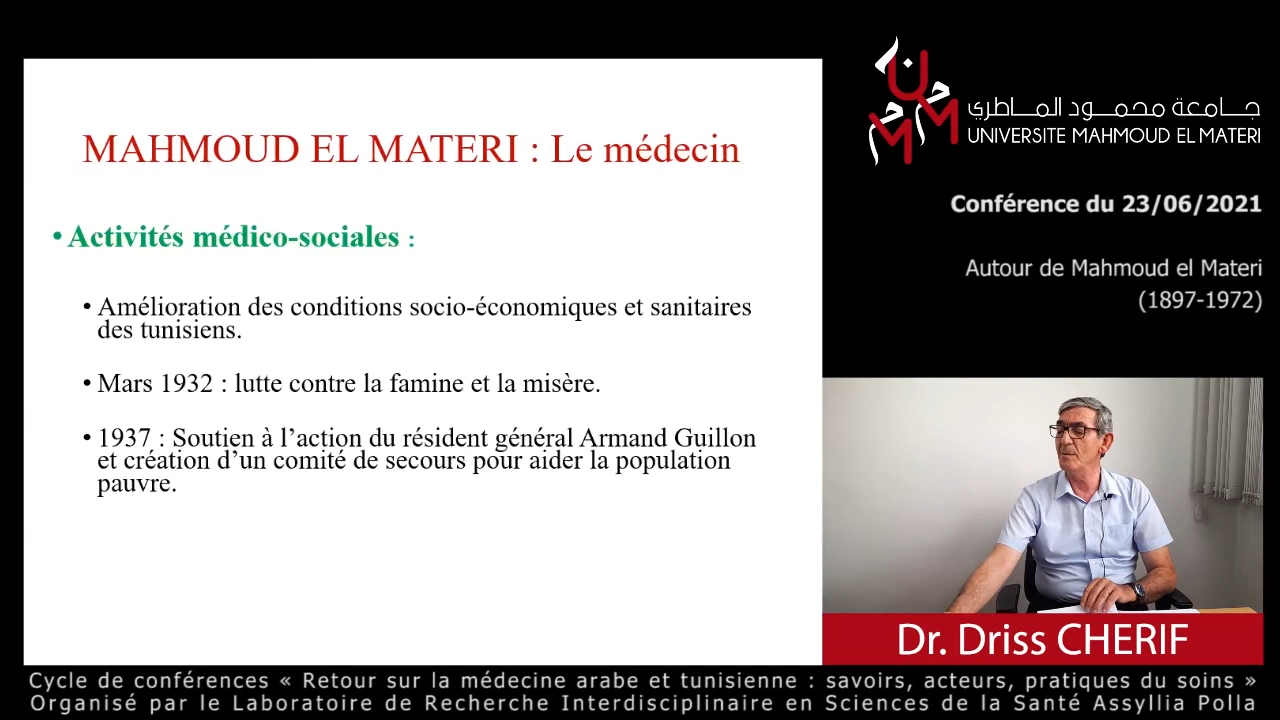 MAHMOUD EL MATERI : Le médecin
• Activités médico-sociales :
• Amélioration des conditions socio-économiques et sanitaires
des tunisiens.
• Mars 1932 : lutte contre la famine et la misère.
• 1937 : Soutien à l’action du résident général Armand Guillon
et création d’un comité de secours pour aider la population
pauvre.
جامعة محمود الماطري
UNIVERSITE MAHMOUD EL MATERI
Conférence du 23/06/2021
Autour de Mahmoud el Materi
(1897-1972)
Dr. Driss CHERIF
Cycle de conférences « Retour sur la médecine arabe et tunisienne : savoirs, acteurs, pratiques du soins »
Organisé par le Laboratoire de Recherche Interdisciplinaire en Sciences de la Santé Assyllia Polla